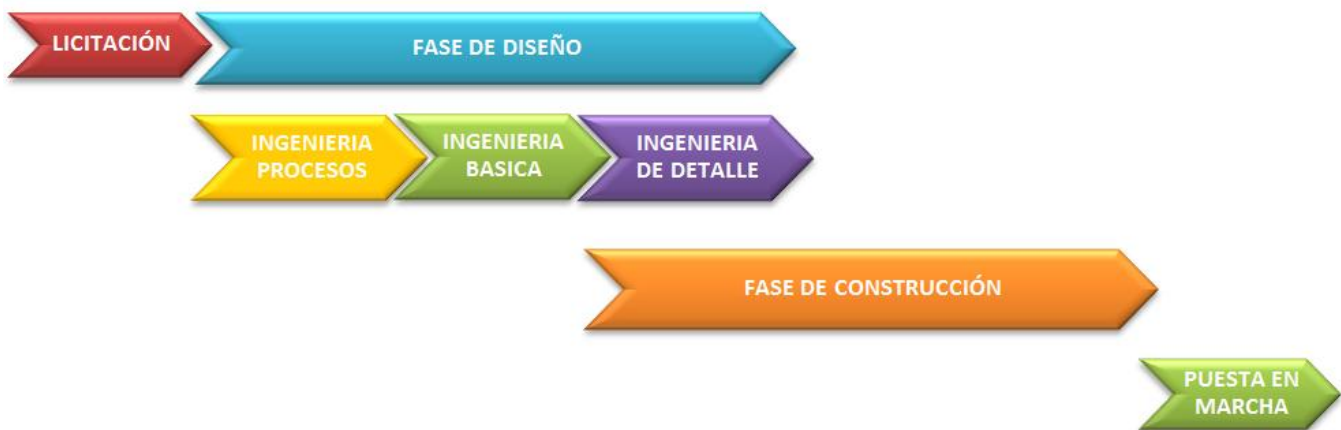 LICITACIÓN
FASE DE DISEÑO
INGENIERIA
PROCESOS
INGENIERIA
BASICA
INGENIERIA
DE DETALLE
FASE DE CONSTRUCCIÓN
PUESTA EN
MARCHA